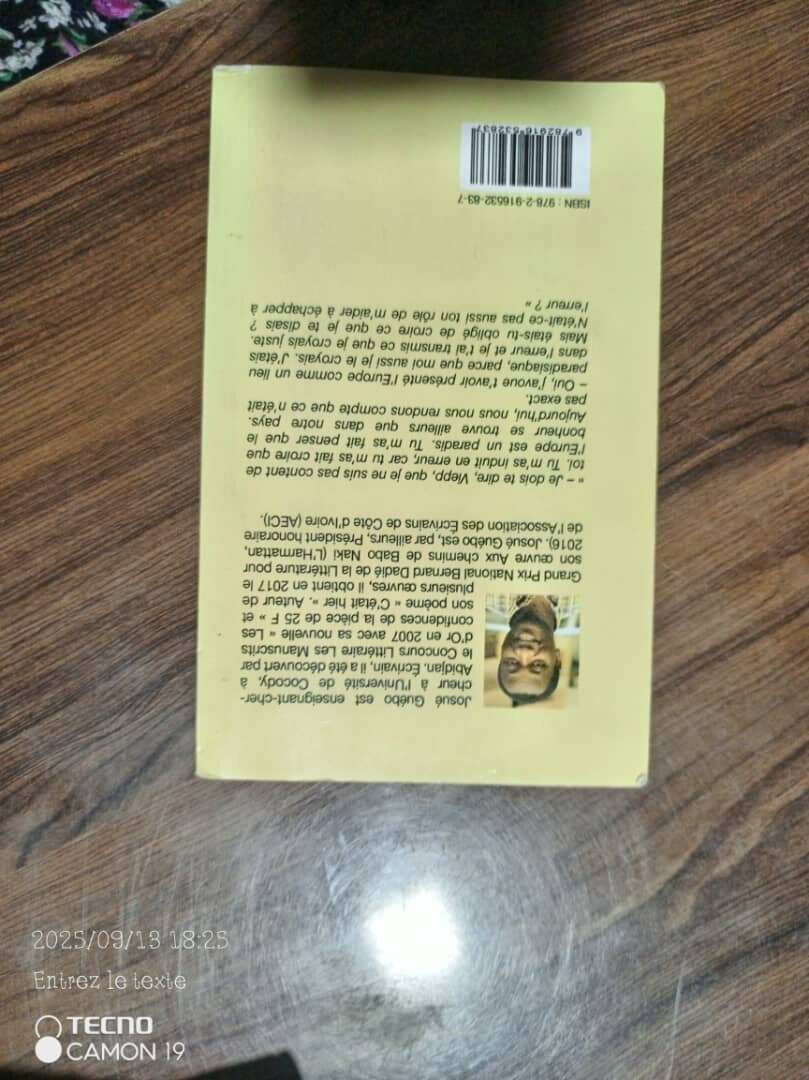 Josué Guébo est enseignant-cher-
cheur à l'Université de Cocody, à
Abidjan. Écrivain, il a été découvert par
le Concours Littéraire Les Manuscrits
d'Or en 2007 avec sa nouvelle « Les
confidences de la pièce de 25 F » et
son poème « C'était hier ». Auteur de
plusieurs œuvres, il obtient en 2017 le
Grand Prix National Bernard Dadié de la Littérature pour
son œuvre Aux chemins de Babo Naki (L'Harmattan,
2016). Josué Guébo est, par ailleurs, Président honoraire
de l'Association des Écrivains de Côte d'Ivoire (AECI).
« – Je dois te dire, Vlepp, que je ne suis pas content de
toi. Tu m'as induit en erreur, car tu m'as fait croire que
l'Europe est un paradis. Tu m'as fait penser que le
bonheur se trouve ailleurs que dans notre pays.
Aujourd'hui, nous nous rendons compte que ce n'était
pas exact.
– Oui, j'avoue t'avoir présenté l'Europe comme un lieu
paradisiaque, parce que moi aussi je le croyais. J'étais
dans l'erreur et je t'ai transmis ce que je croyais juste.
Mais étais-tu obligé de croire ce que je te disais ?
N'était-ce pas aussi ton rôle de m'aider à échapper à
l'erreur ? »
ISBN : 978-2-916532-83-7
9 782916 532837
2025/09/13 18:25
Entrez le texte
TECNO
CAMON 19